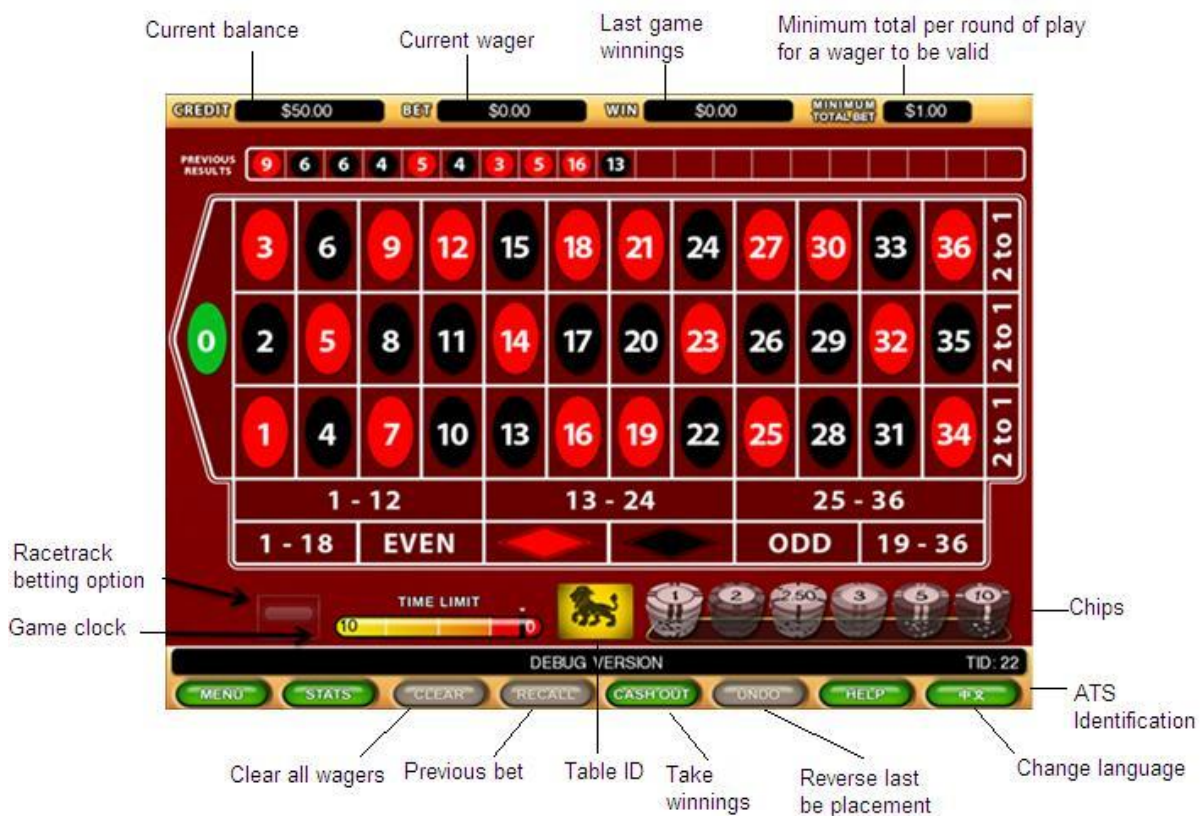 Current balance
Current wager
Last game
winnings
Minimum total per round of play
for a wager to be valid
CREDIT $50.00 BET $0.00 WIN $0.00 MINIMUM TOTAL BET $1.00
PREVIOUS RESULTS 9 6 6 4 5 4 3 5 16 13
3 6 9 12 15 18 21 24 27 30 33 36 2 to 1
0 2 5 8 11 14 17 20 23 26 29 32 35 2 to 1
1 4 7 10 13 16 19 22 25 28 31 34 2 to 1
1 - 12 13 - 24 25 - 36
1 - 18 EVEN ODD 19 - 36
Racetrack
betting option
Game clock
TIME LIMIT
10 0
1 2 2.50 3 5 10
Chips
DEBUG VERSION TID: 22
MENU STATS CLEAR RECALL CASH OUT UNDO HELP 中文
ATS
Identification
Clear all wagers
Previous bet
Table ID
Take
winnings
Reverse last
be placement
Change language